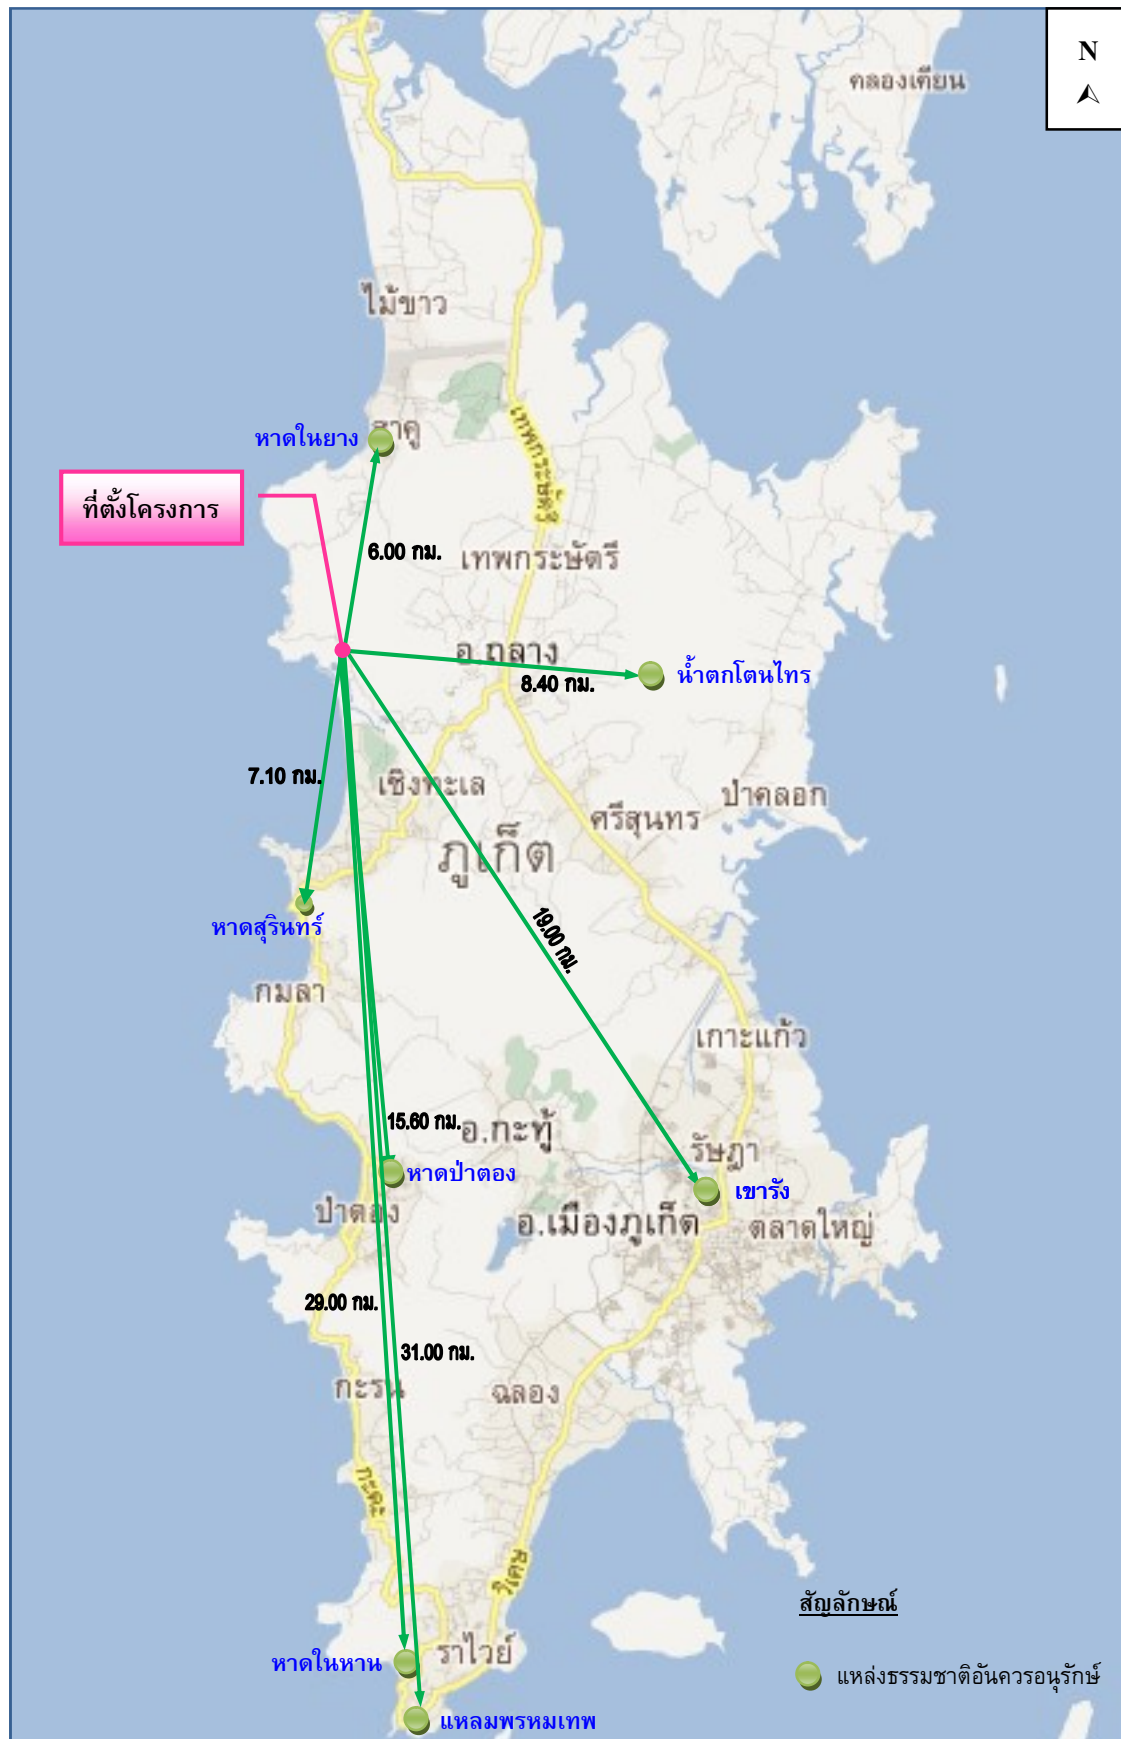 N
คลองเคียน
ไม้ขาว
สาคู
หาดในยาง
เทพกระษัตรี
ที่ตั้งโครงการ
6.00 กม.
เทพกระษัตรี
อ.ถลาง
น้ำตกโตนไทร
8.40 กม.
7.10 กม.
เชิงทะเล
ป่าคลอก
ศรีสุนทร
ภูเก็ต
หาดสุรินทร์
19.00 กม.
กมลา
เกาะแก้ว
15.60 กม.
อ.กะทู้
รัษฎา
หาดป่าตอง
เขารัง
ป่าตอง
อ.เมืองภูเก็ต
ตลาดใหญ่
29.00 กม.
31.00 กม.
กะรน
ฉลอง
กะตะ
วิเศษ
สัญลักษณ์
ราไวย์
หาดในหาน
แหล่งธรรมชาติอันควรอนุรักษ์
แหลมพรหมเทพ